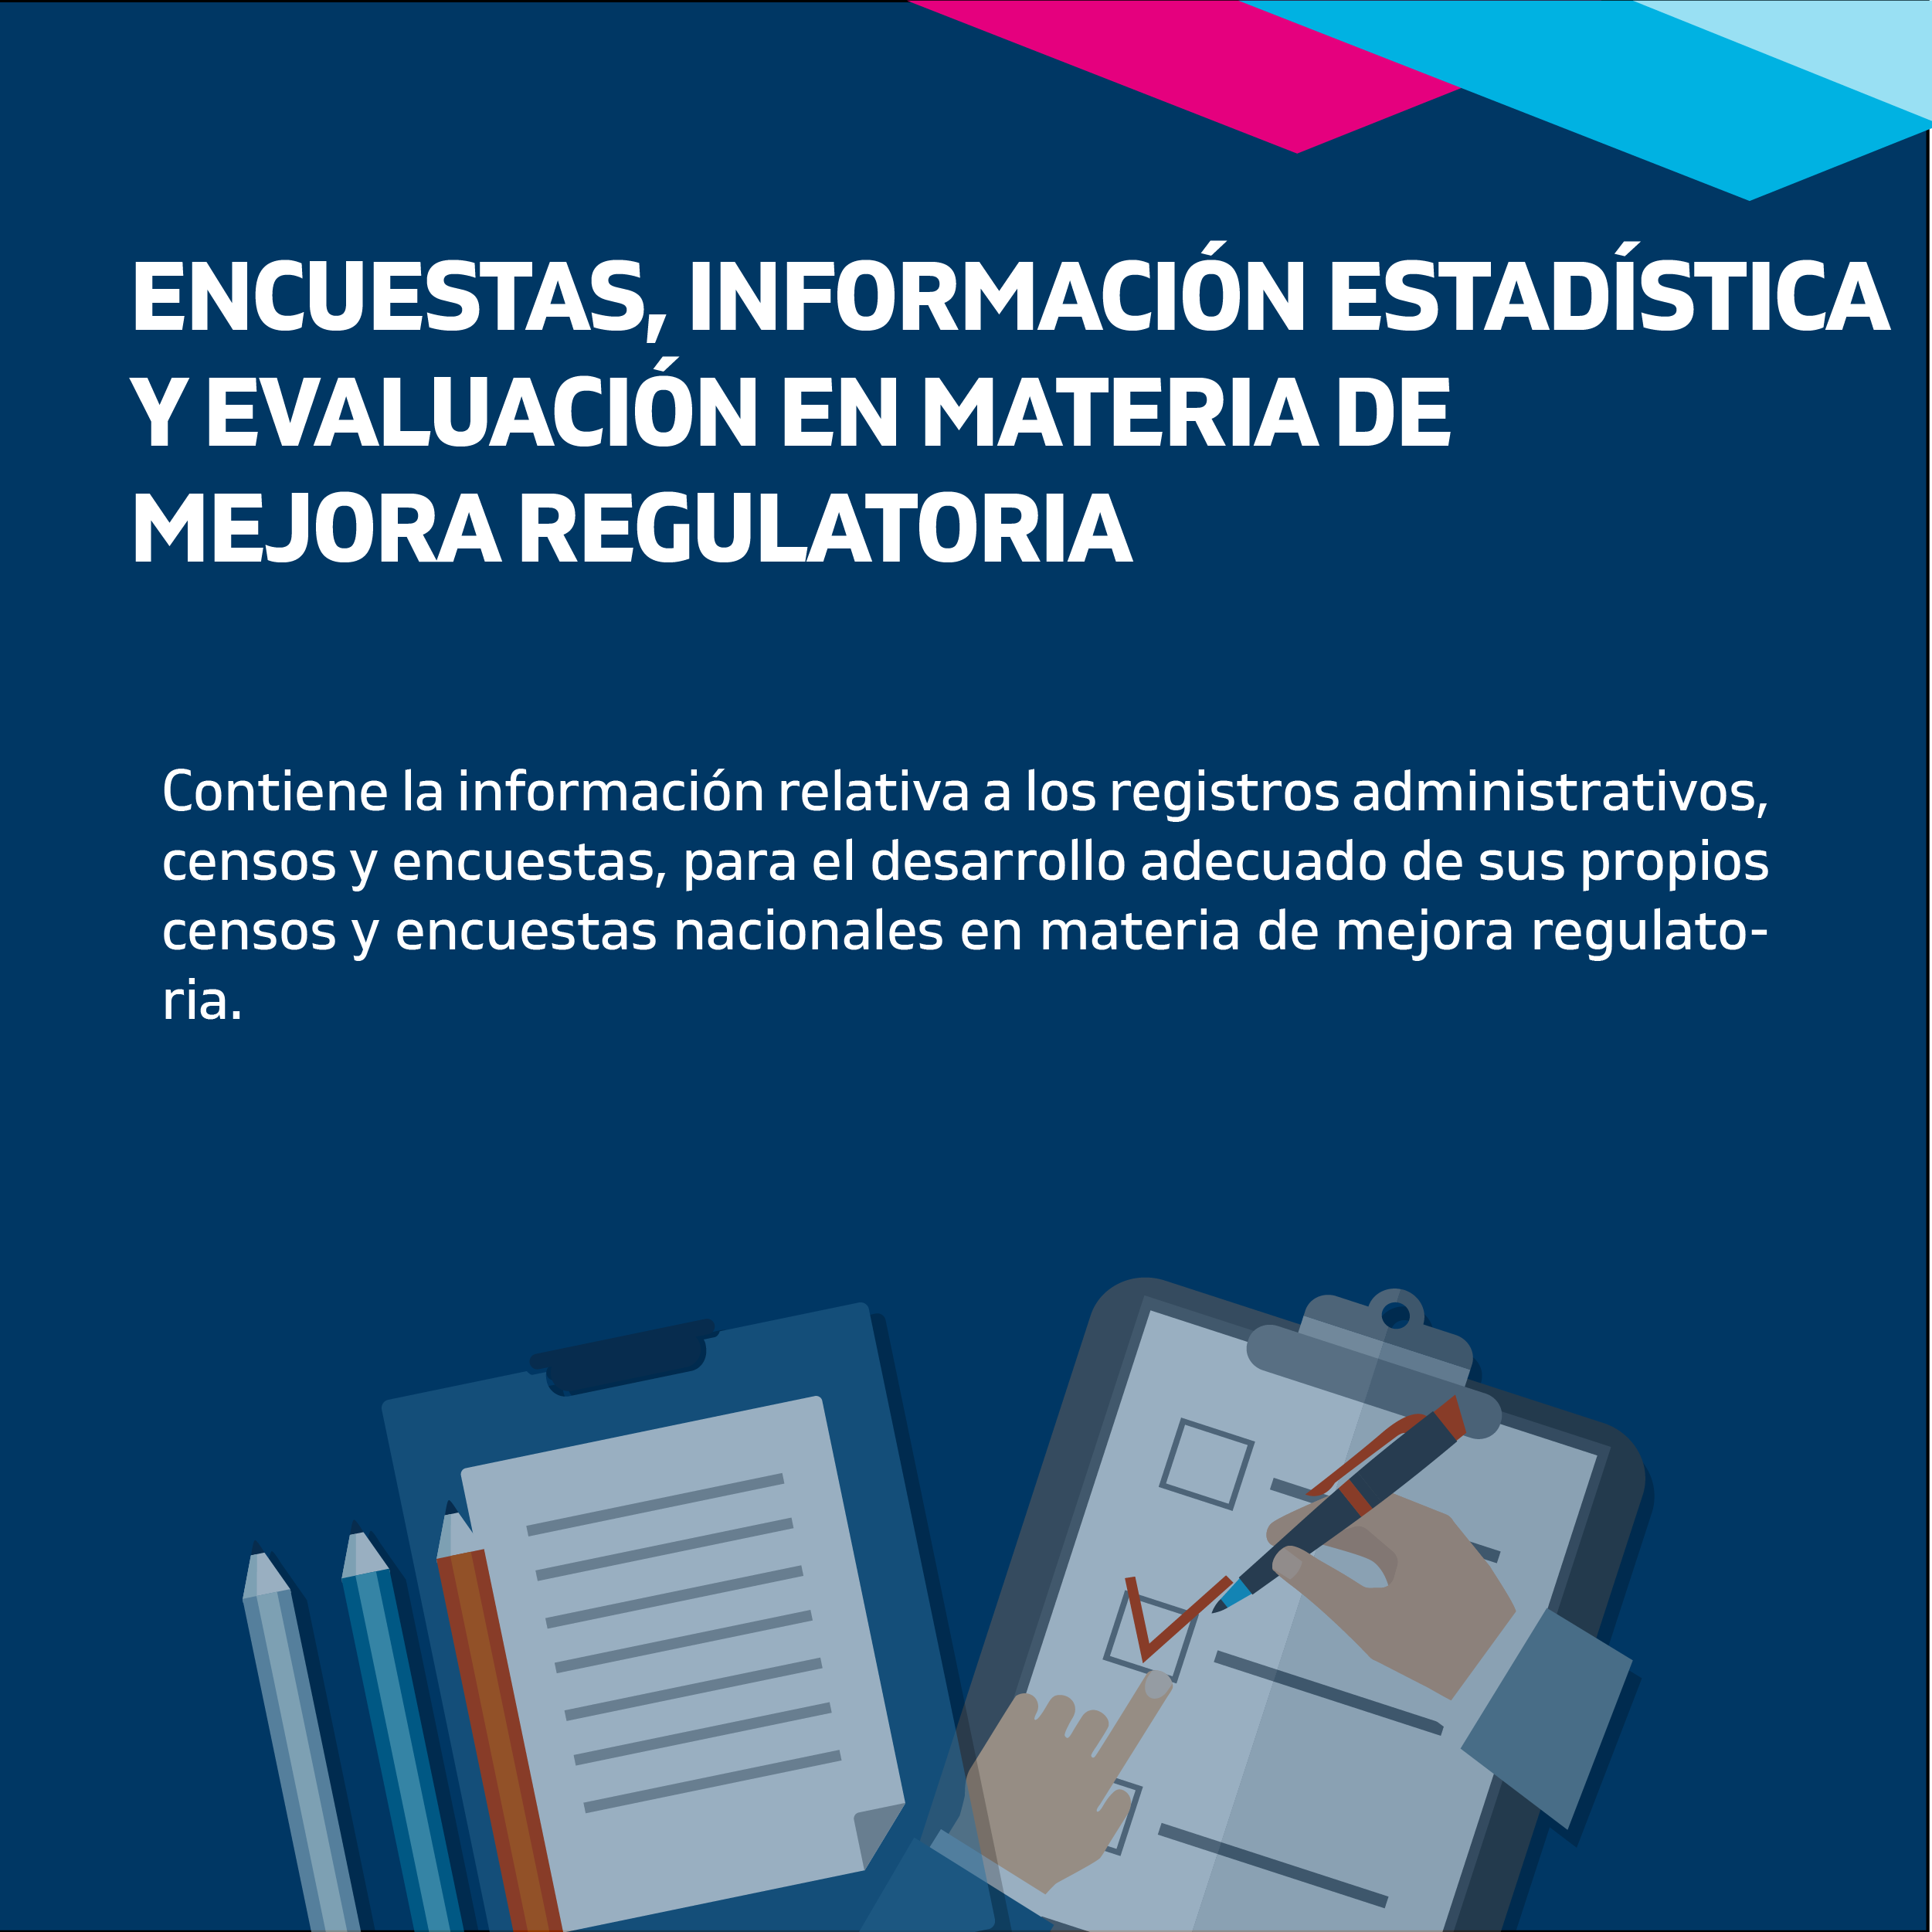 ENCUESTAS, INFORMACIÓN ESTADÍSTICA
Y EVALUACIÓN EN MATERIA DE
MEJORA REGULATORIA
Contiene la información relativa a los registros administrativos,
censos y encuestas, para el desarrollo adecuado de sus propios
censos y encuestas nacionales en materia de mejora regulato-
ria.